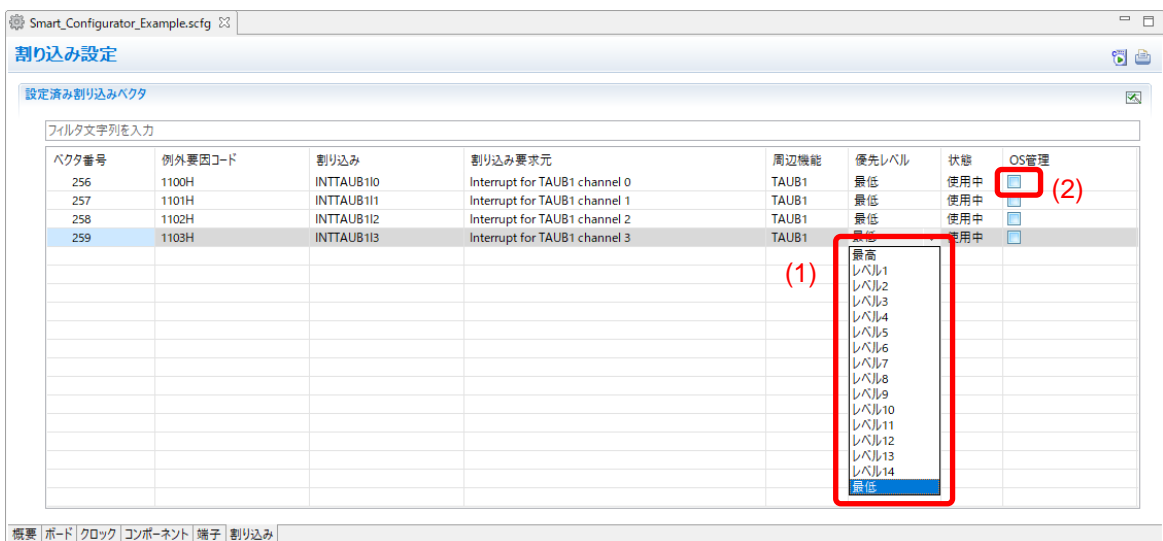 Smart_Configurator_Example.scfg
割り込み設定
設定済み割り込みベクタ
フィルタ文字列を入力
ベクタ番号 例外要因コード 割り込み 割り込み要求元 周辺機能 優先レベル 状態 OS管理
256 1100H INTTAUB1I0 Interrupt for TAUB1 channel 0 TAUB1 最低 使用中
(2)
257 1101H INTTAUB1I1 Interrupt for TAUB1 channel 1 TAUB1 最低 使用中
258 1102H INTTAUB1I2 Interrupt for TAUB1 channel 2 TAUB1 最低 使用中
259 1103H INTTAUB1I3 Interrupt for TAUB1 channel 3 TAUB1 最低 使用中
(1)
最高
レベル1
レベル2
レベル3
レベル4
レベル5
レベル6
レベル7
レベル8
レベル9
レベル10
レベル11
レベル12
レベル13
レベル14
最低
概要 ボード クロック コンポーネント 端子 割り込み